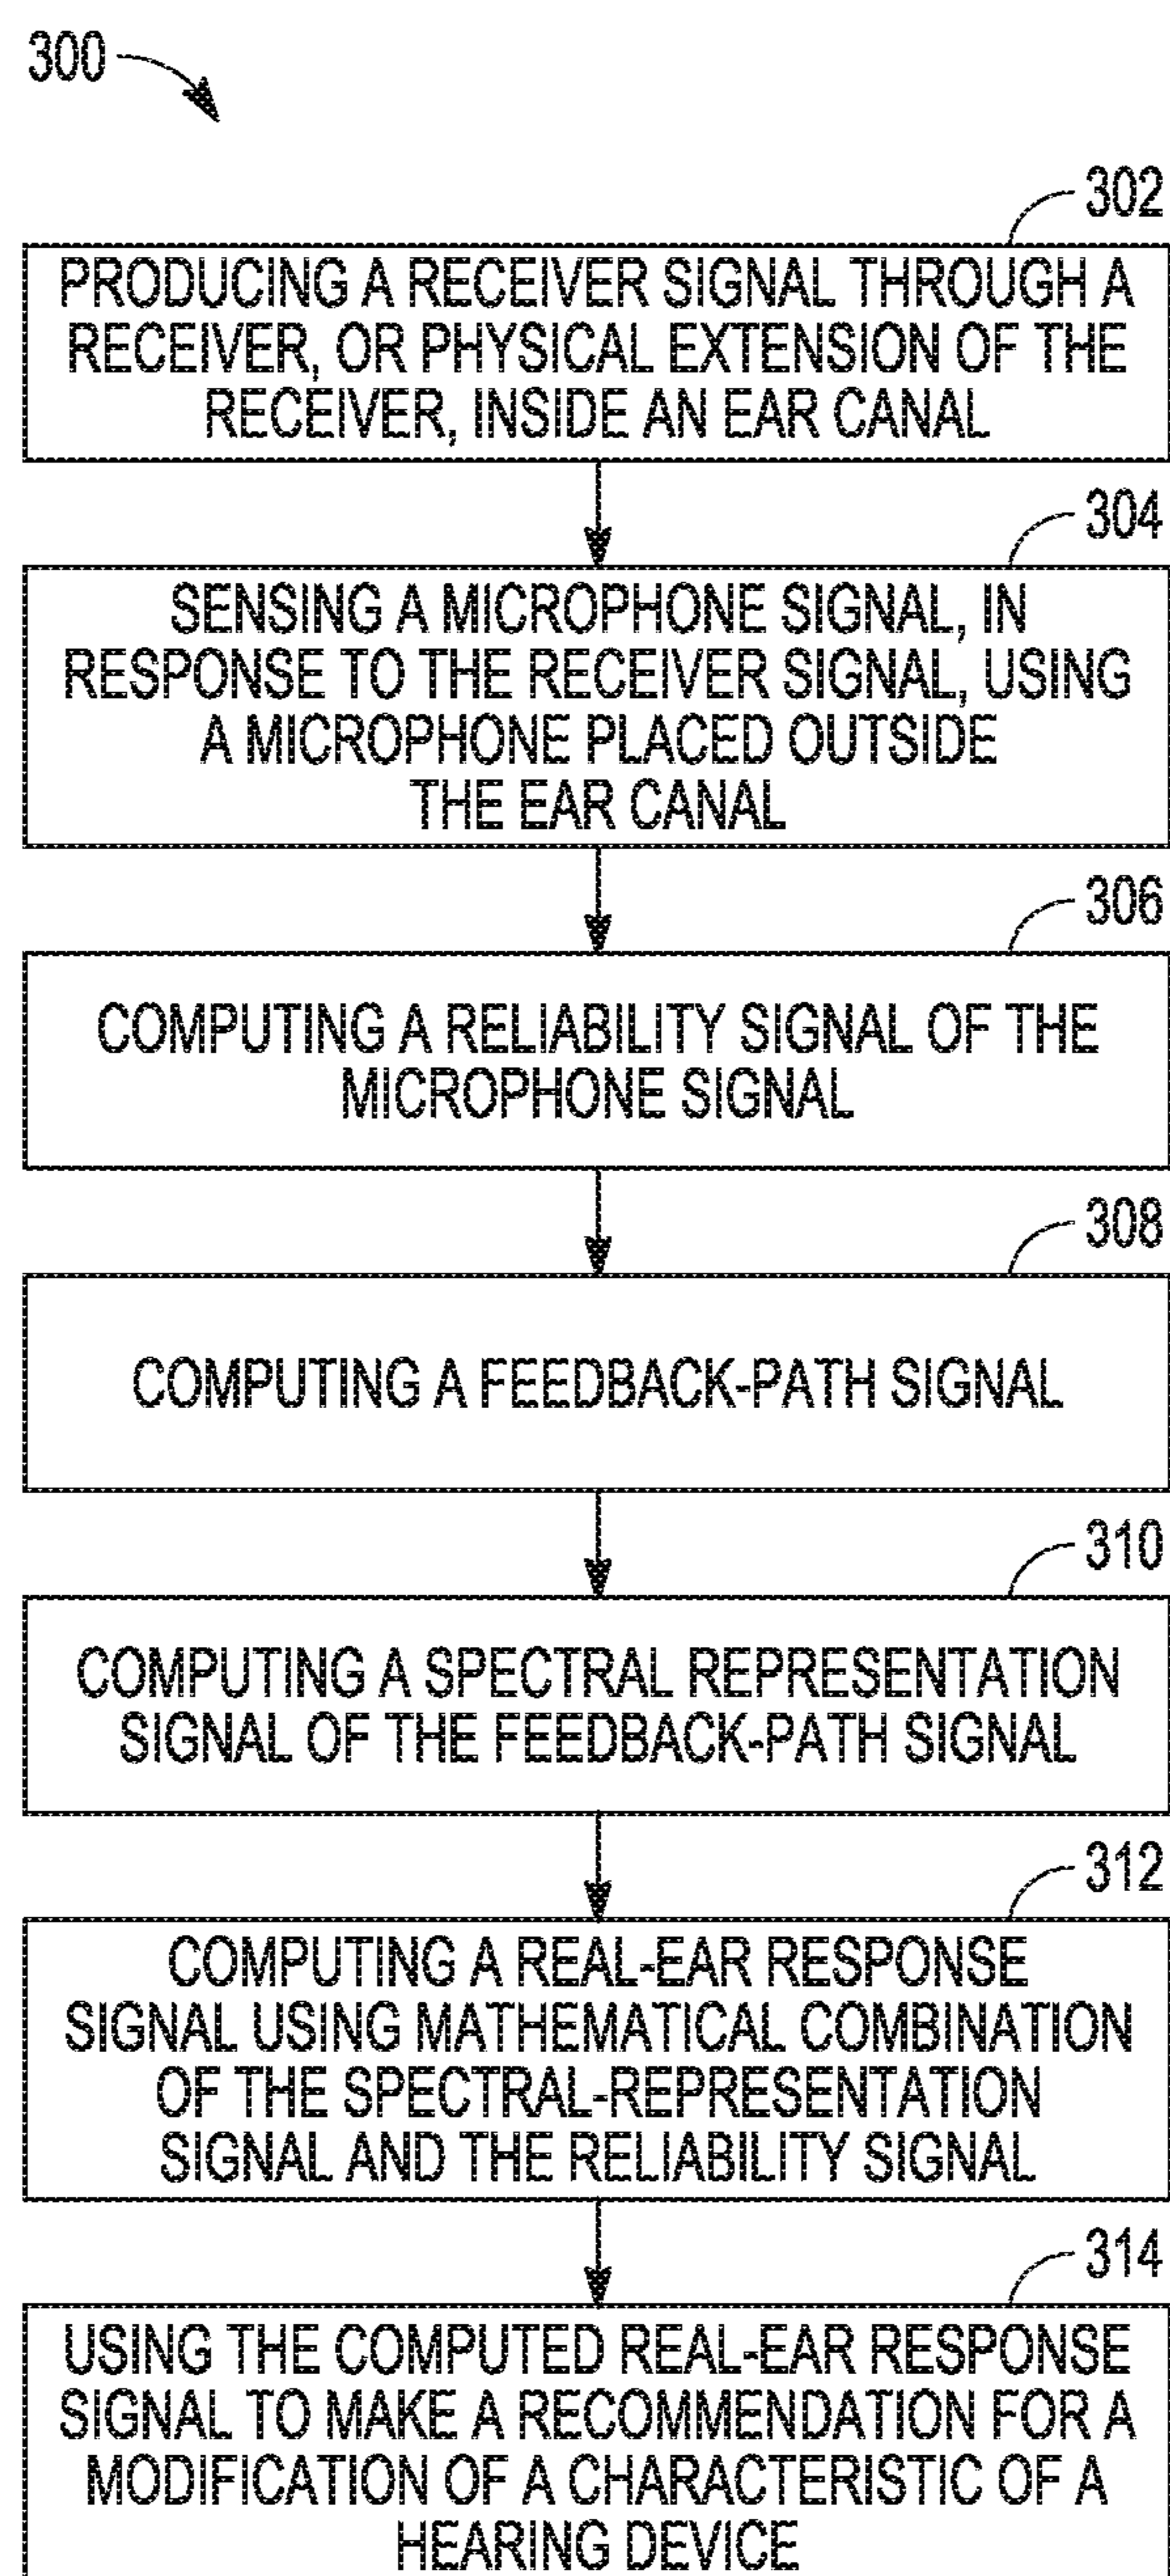 300
302
PRODUCING A RECEIVER SIGNAL THROUGH A
RECEIVER, OR PHYSICAL EXTENSION OF THE
RECEIVER, INSIDE AN EAR CANAL
304
SENSING A MICROPHONE SIGNAL, IN
RESPONSE TO THE RECEIVER SIGNAL, USING
A MICROPHONE PLACED OUTSIDE
THE EAR CANAL
306
COMPUTING A RELIABILITY SIGNAL OF THE
MICROPHONE SIGNAL
308
COMPUTING A FEEDBACK-PATH SIGNAL
310
COMPUTING A SPECTRAL REPRESENTATION
SIGNAL OF THE FEEDBACK-PATH SIGNAL
312
COMPUTING A REAL-EAR RESPONSE
SIGNAL USING MATHEMATICAL COMBINATION
OF THE SPECTRAL-REPRESENTATION
SIGNAL AND THE RELIABILITY SIGNAL
314
USING THE COMPUTED REAL-EAR RESPONSE
SIGNAL TO MAKE A RECOMMENDATION FOR A
MODIFICATION OF A CHARACTERISTIC OF A
HEARING DEVICE